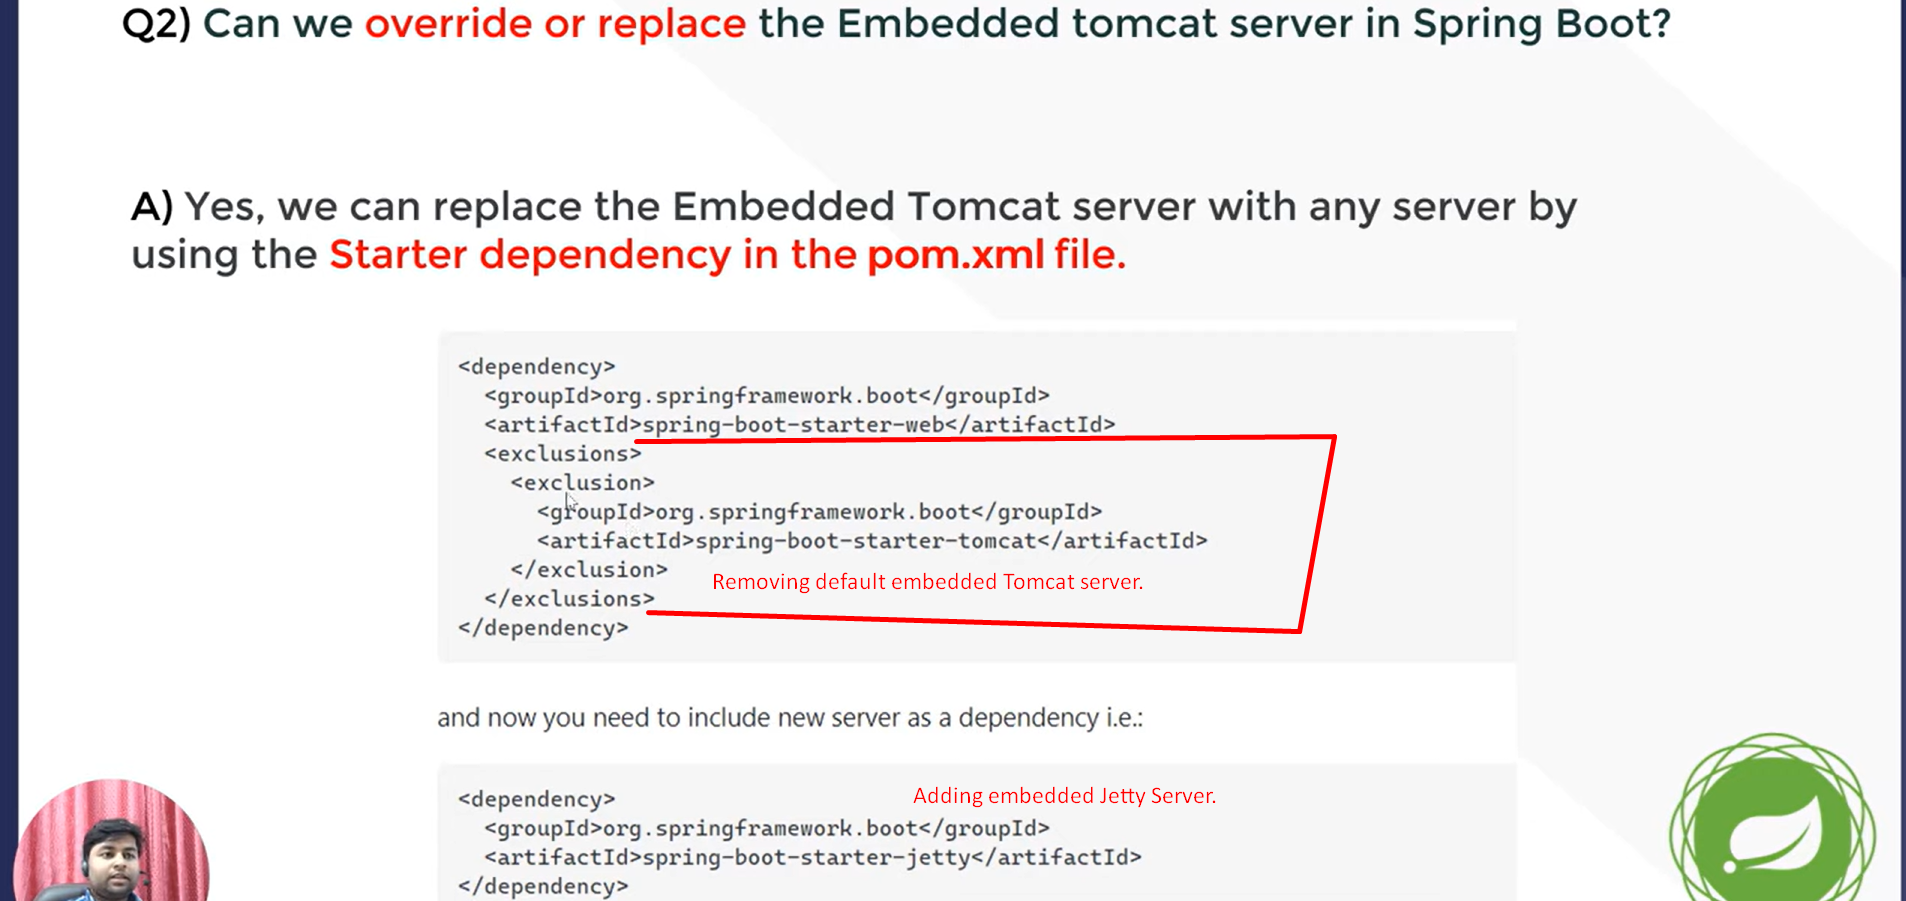 Q2) Can we override or replace the Embedded tomcat server in Spring Boot?
A) Yes, we can replace the Embedded Tomcat server with any server by
using the Starter dependency in the pom.xml file.
<dependency>
<groupId>org.springframework.boot</groupId>
<artifactId>spring-boot-starter-web</artifactId>
<exclusions>
<exclusion>
<groupId>org.springframework.boot</groupId>
<artifactId>spring-boot-starter-tomcat</artifactId>
</exclusion>
Removing default embedded Tomcat server.
</exclusions>
</dependency>
and now you need to include new server as a dependency i.e.:
<dependency>
Adding embedded Jetty Server.
<groupId>org.springframework.boot</groupId>
<artifactId>spring-boot-starter-jetty</artifactId>
</dependency>